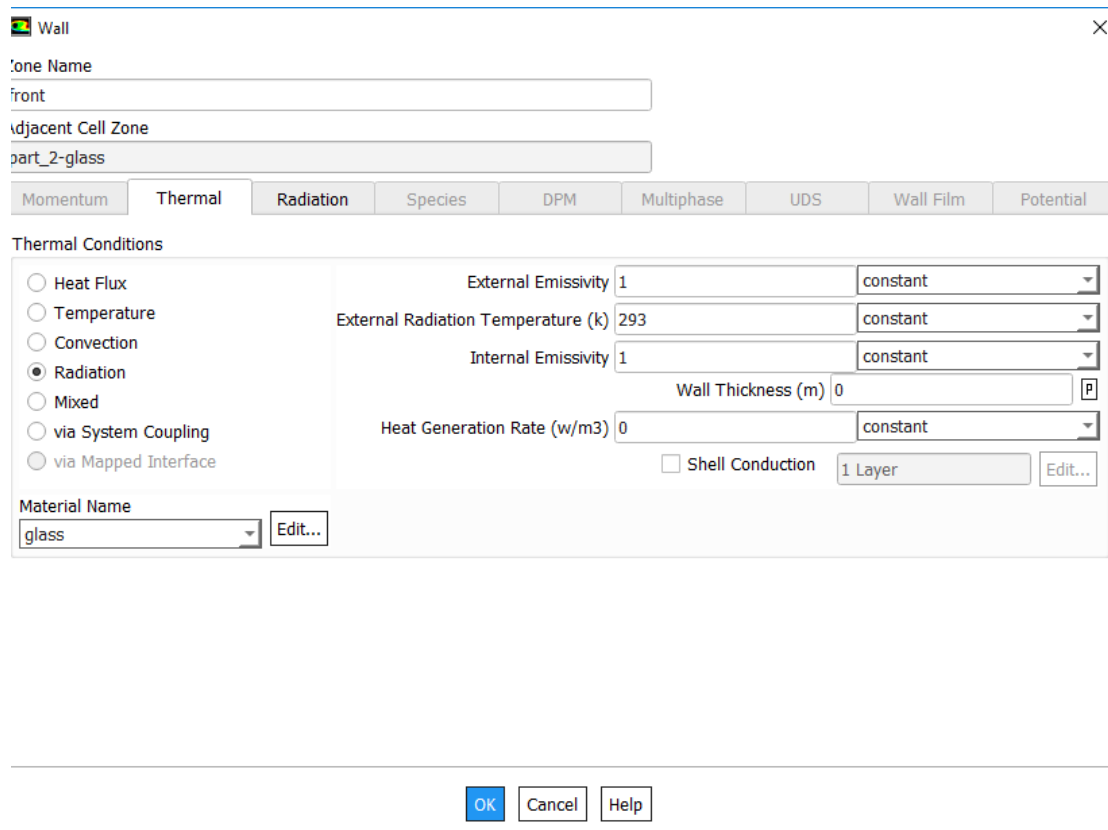 Wall
Zone Name
front
Adjacent Cell Zone
part_2-glass
Momentum Thermal Radiation Species DPM Multiphase UDS Wall Film Potential
Thermal Conditions
Heat Flux
Temperature
Convection
Radiation
Mixed
via System Coupling
via Mapped Interface
External Emissivity 1 constant
External Radiation Temperature (k) 293 constant
Internal Emissivity 1 constant
Wall Thickness (m) 0 P
Heat Generation Rate (w/m3) 0 constant
Shell Conduction 1 Layer Edit...
Material Name
glass Edit...
OK Cancel Help